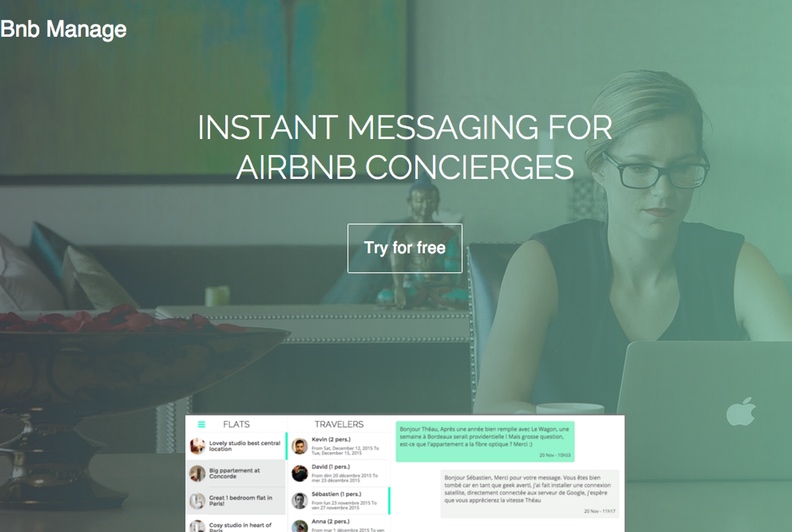 Bnb Manage
INSTANT MESSAGING FOR
AIRBNB CONCIERGES
Try for free
FLATS
Lovely studio best central
location
Big partement at
Concorde
Great 1 bedroom flat in
Paris!
Cosy studio in heart of
Paris
TRAVELERS
Kevin (2 pers.)
From Sat, December 12, 2015 To
Tue, December 15, 2015
David (1 pers.)
From dim 20 décembre 2015 To
mer 23 décembre 2015
Sébastien (1 pers.)
From lun 23 novembre 2015 To
ven 27 novembre 2015
Anna (2 pers.)
From mar 1 décembre 2015 To ven
Bonjour Théau, Après une année bien remplie avec Le Wagon, une
semaine à Bordeaux serait providentielle ! Mais grosse question,
est-ce que l'appartement a la fibre optique ? Merci :)
20 Nov - 15h03
Bonjour Sébastien, Merci pour votre message. Vous êtes bien
tombé car en tant que geek averti, j'ai fait installer une connexion
satellite, directement connectée aux serveur de Google, j'espère
que vous apprécierez la vitesse Théau
20 Nov - 11h17